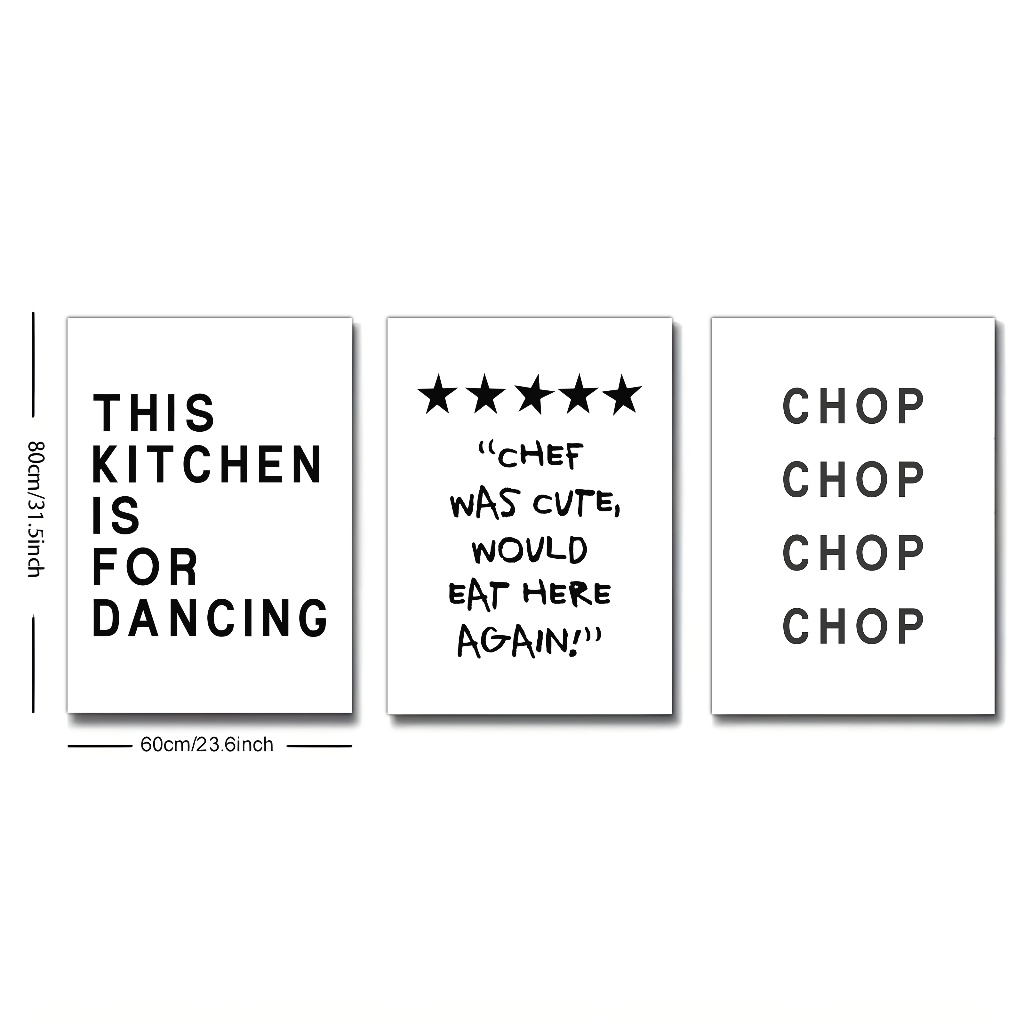 80cm/31.5inch
THIS
KITCHEN
IS
FOR
DANCING
60cm/23.6inch
★★★★★
“CHEF
WAS CUTE,
WOULD
EAT HERE
AGAIN!”
CHOP
CHOP
CHOP
CHOP